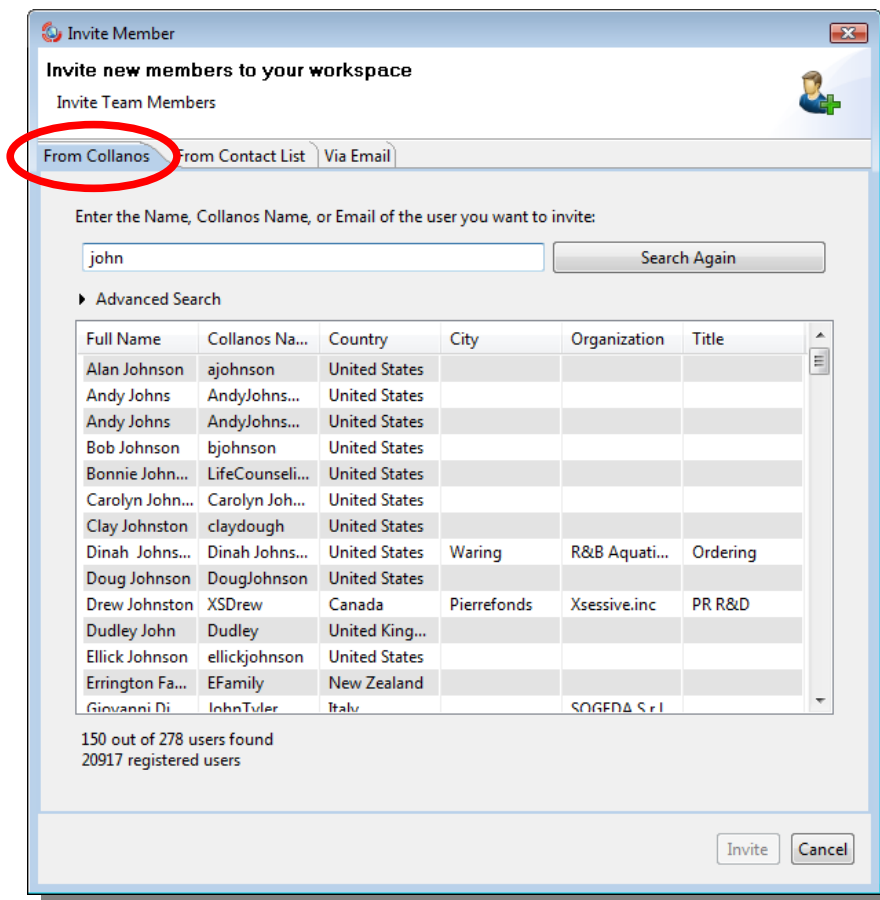 Invite Member
Invite new members to your workspace
Invite Team Members
From Collanos From Contact List Via Email
Enter the Name, Collanos Name, or Email of the user you want to invite:
john Search Again
Advanced Search
Full Name Collanos Na... Country City Organization Title
Alan Johnson ajohnson United States
Andy Johns AndyJohns... United States
Andy Johns AndyJohns... United States
Bob Johnson bjohnson United States
Bonnie John... LifeCounseli... United States
Carolyn John... Carolyn Joh... United States
Clay Johnston claydough United States
Dinah Johns... Dinah Johns... United States Waring R&B Aquati... Ordering
Doug Johnson DougJohnson United States
Drew Johnston XSDrew Canada Pierrefonds Xsessive.inc PR R&D
Dudley John Dudley United King...
Ellick Johnson ellickjohnson United States
Errington Fa... EFamily New Zealand
Giovanni Di JohnTyler Italy SOGEDA S.r.l
150 out of 278 users found
20917 registered users
Invite Cancel